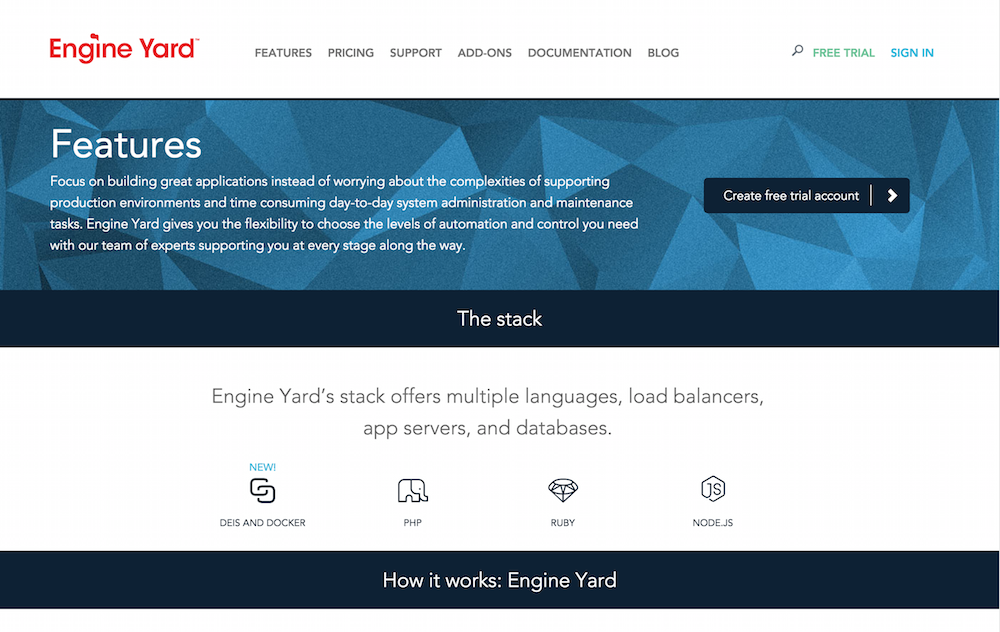 Engine Yard™
FEATURES PRICING SUPPORT ADD-ONS DOCUMENTATION BLOG
FREE TRIAL SIGN IN
Features
Focus on building great applications instead of worrying about the complexities of supporting
production environments and time consuming day-to-day system administration and maintenance
tasks. Engine Yard gives you the flexibility to choose the levels of automation and control you need
with our team of experts supporting you at every stage along the way.
Create free trial account
The stack
Engine Yard’s stack offers multiple languages, load balancers,
app servers, and databases.
NEW!
JS
DEIS AND DOCKER PHP RUBY NODE.JS
How it works: Engine Yard